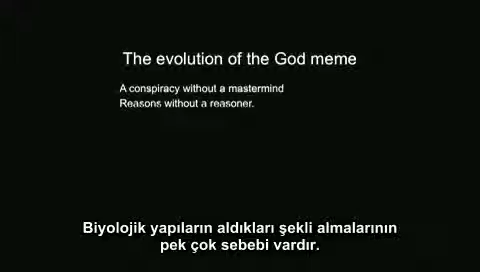 The evolution of the God meme
A conspiracy without a mastermind
Reasons without a reasoner.
Biyolojik yapıların aldıkları şekli almalarının
pek çok sebebi vardır.